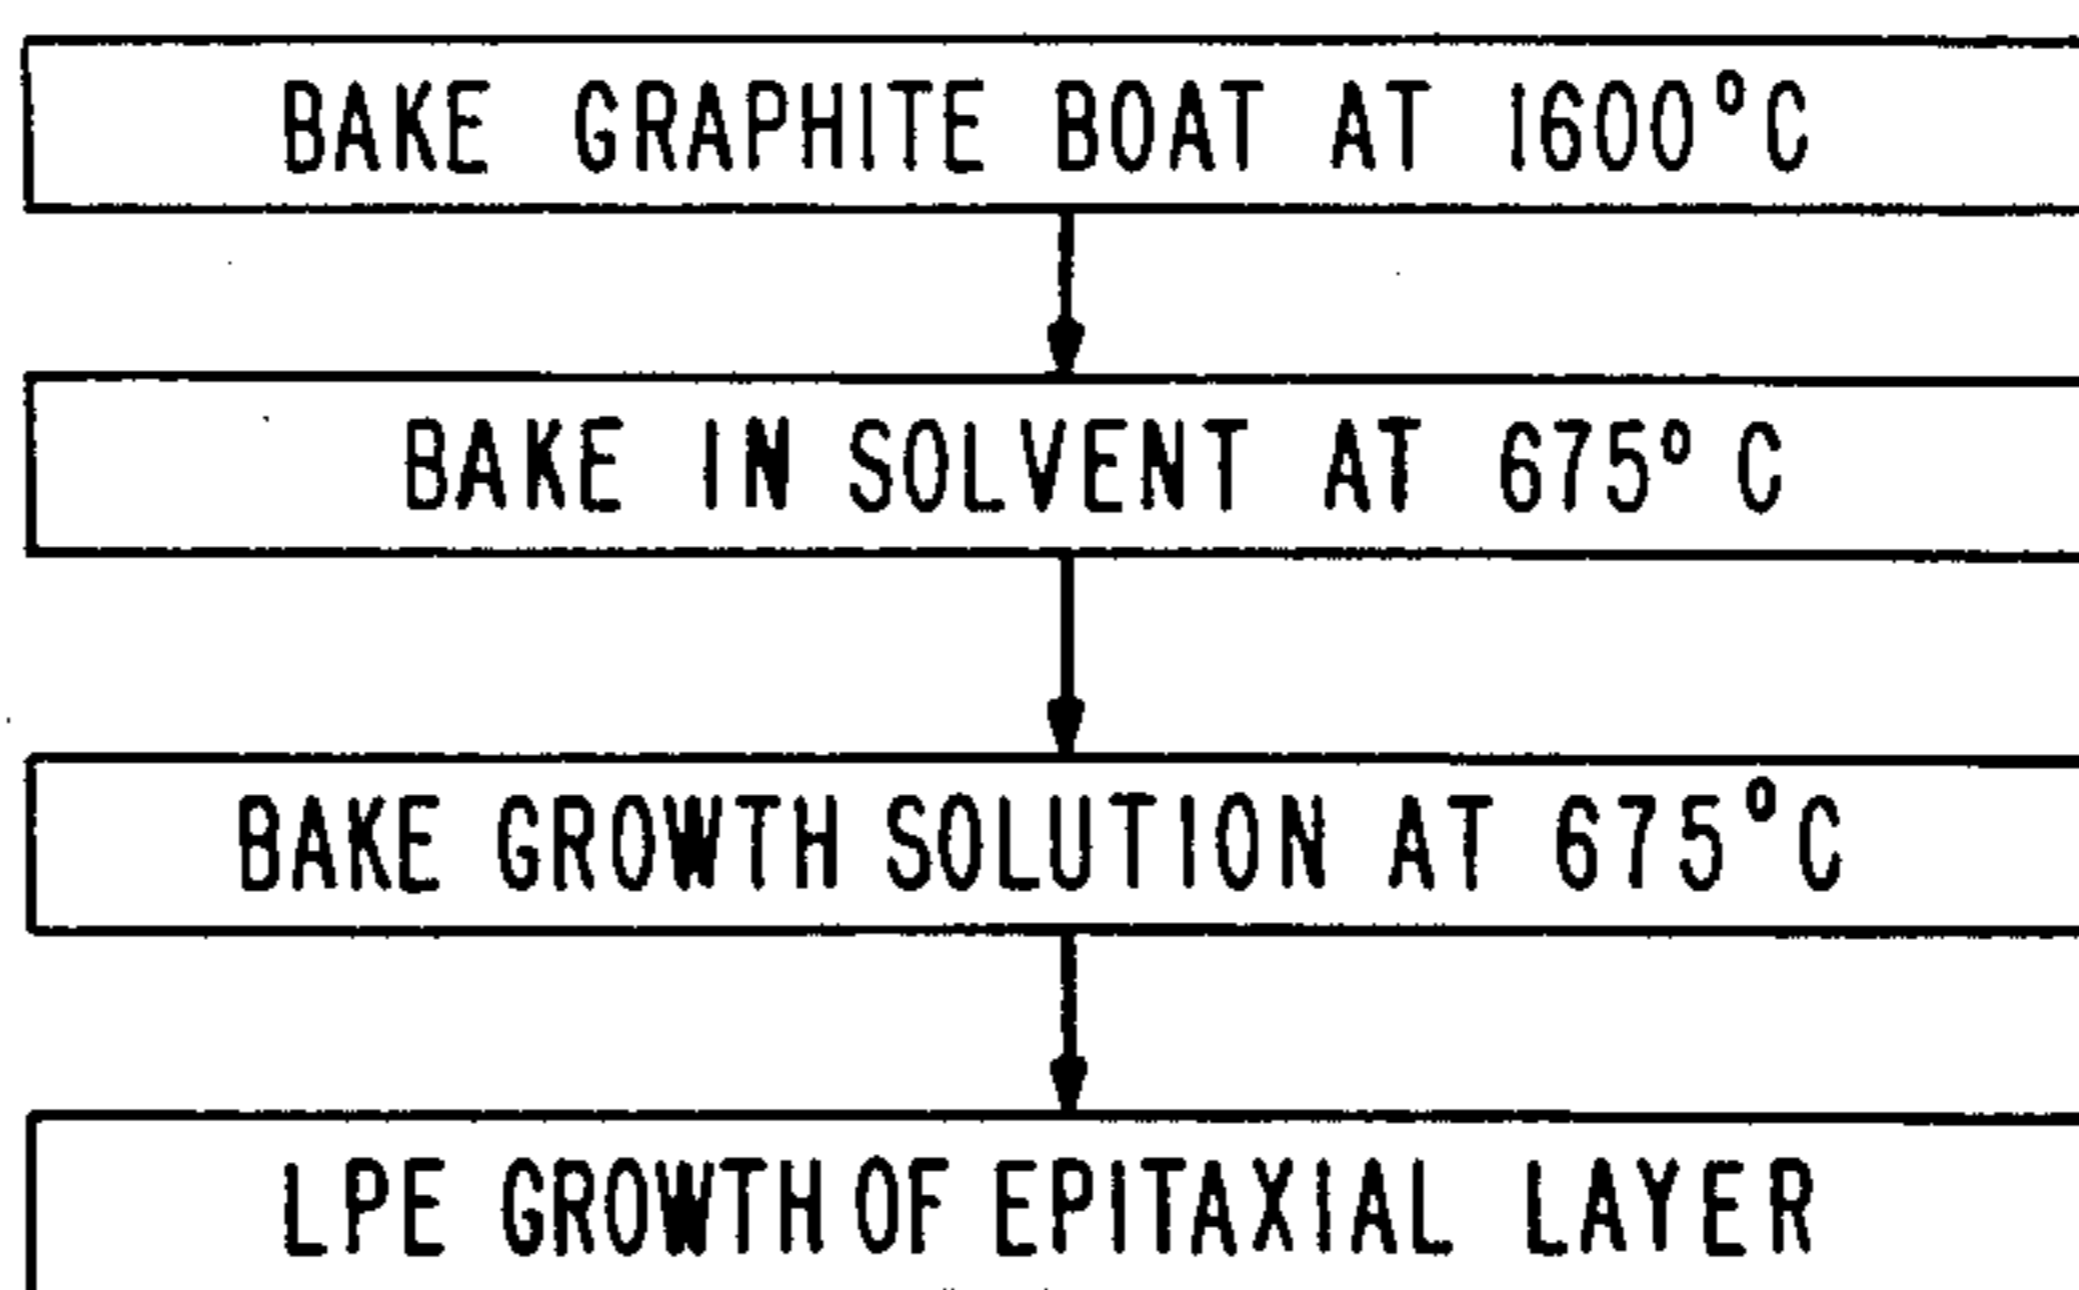 BAKE GRAPHITE BOAT AT 1600°C
BAKE IN SOLVENT AT 675° C
BAKE GROWTH SOLUTION AT 675°C
LPE GROWTH OF EPITAXIAL LAYER